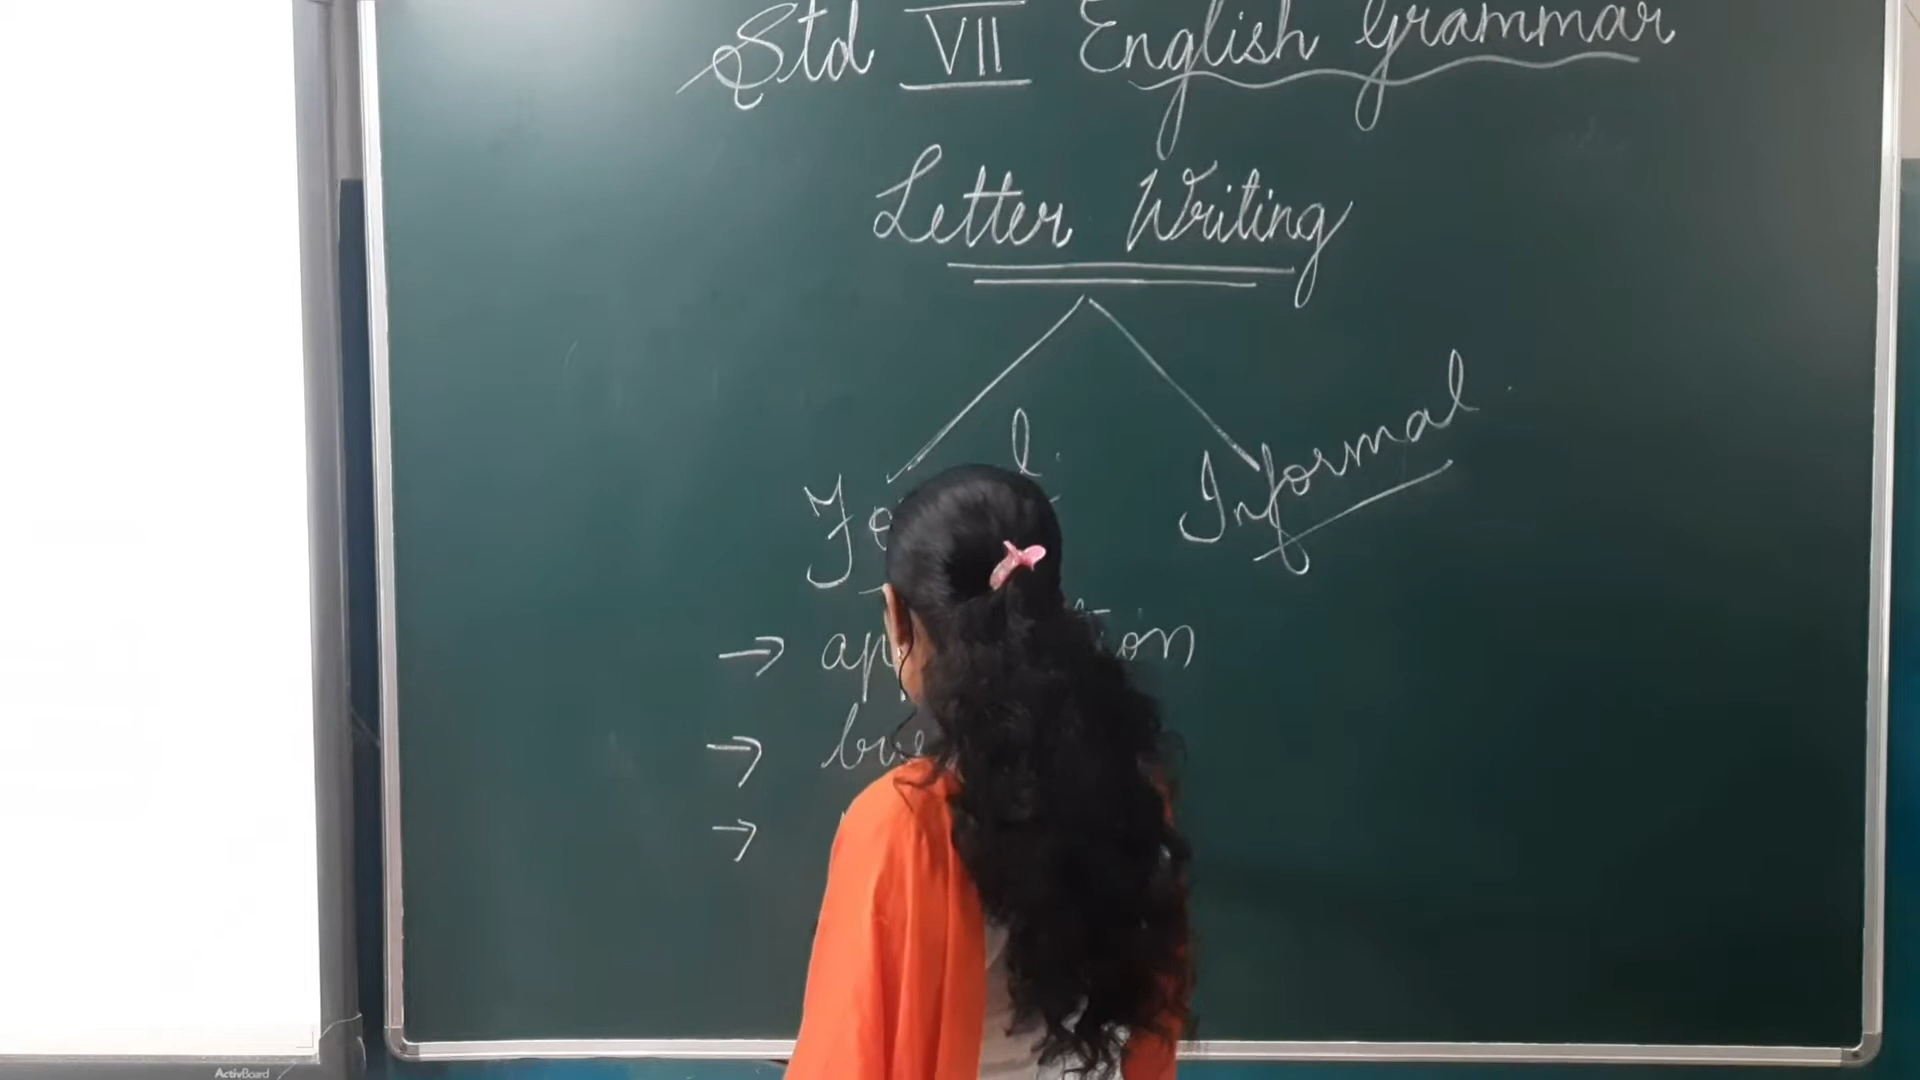 Std VII English Grammar
Letter Writing
Informal
→
→
→
ActivBoard